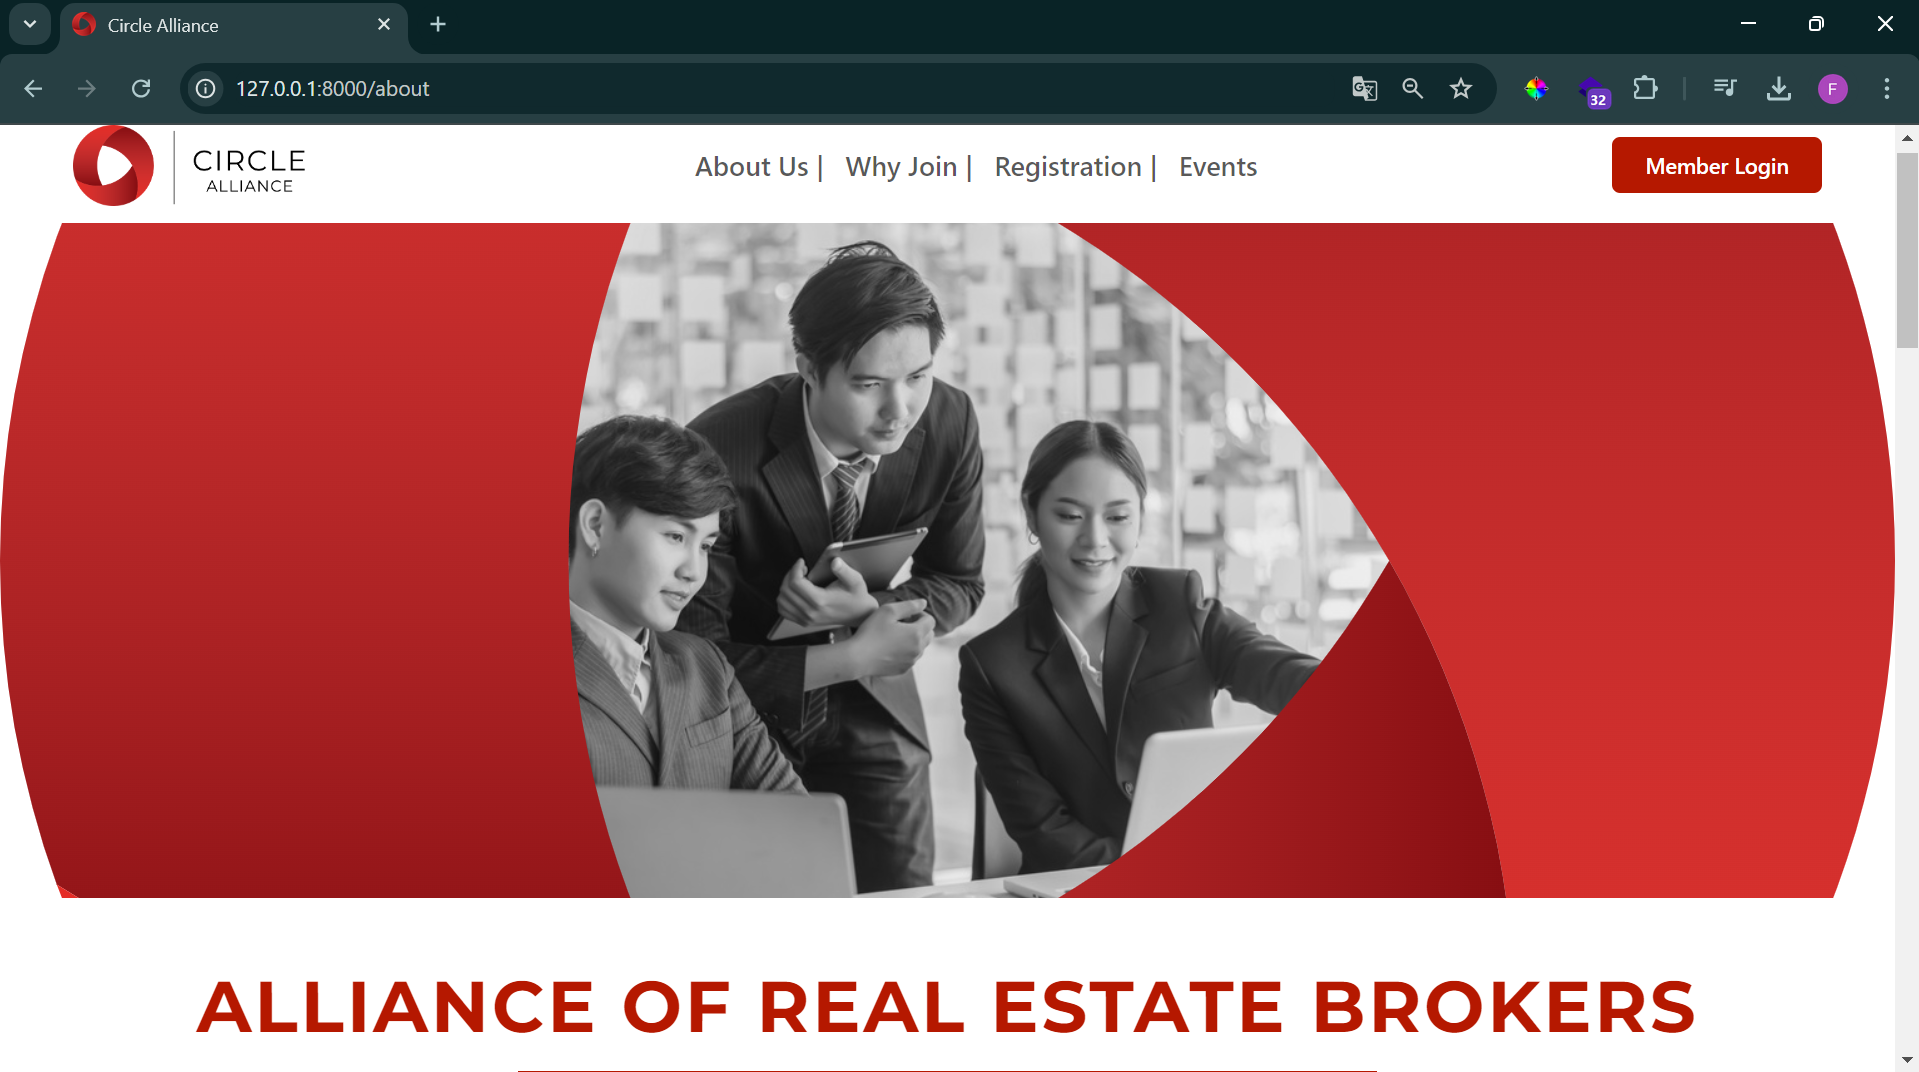 Circle Alliance
127.0.0.1:8000/about
32
F
CIRCLE
ALLIANCE
About Us | Why Join | Registration | Events
Member Login
ALLIANCE OF REAL ESTATE BROKERS